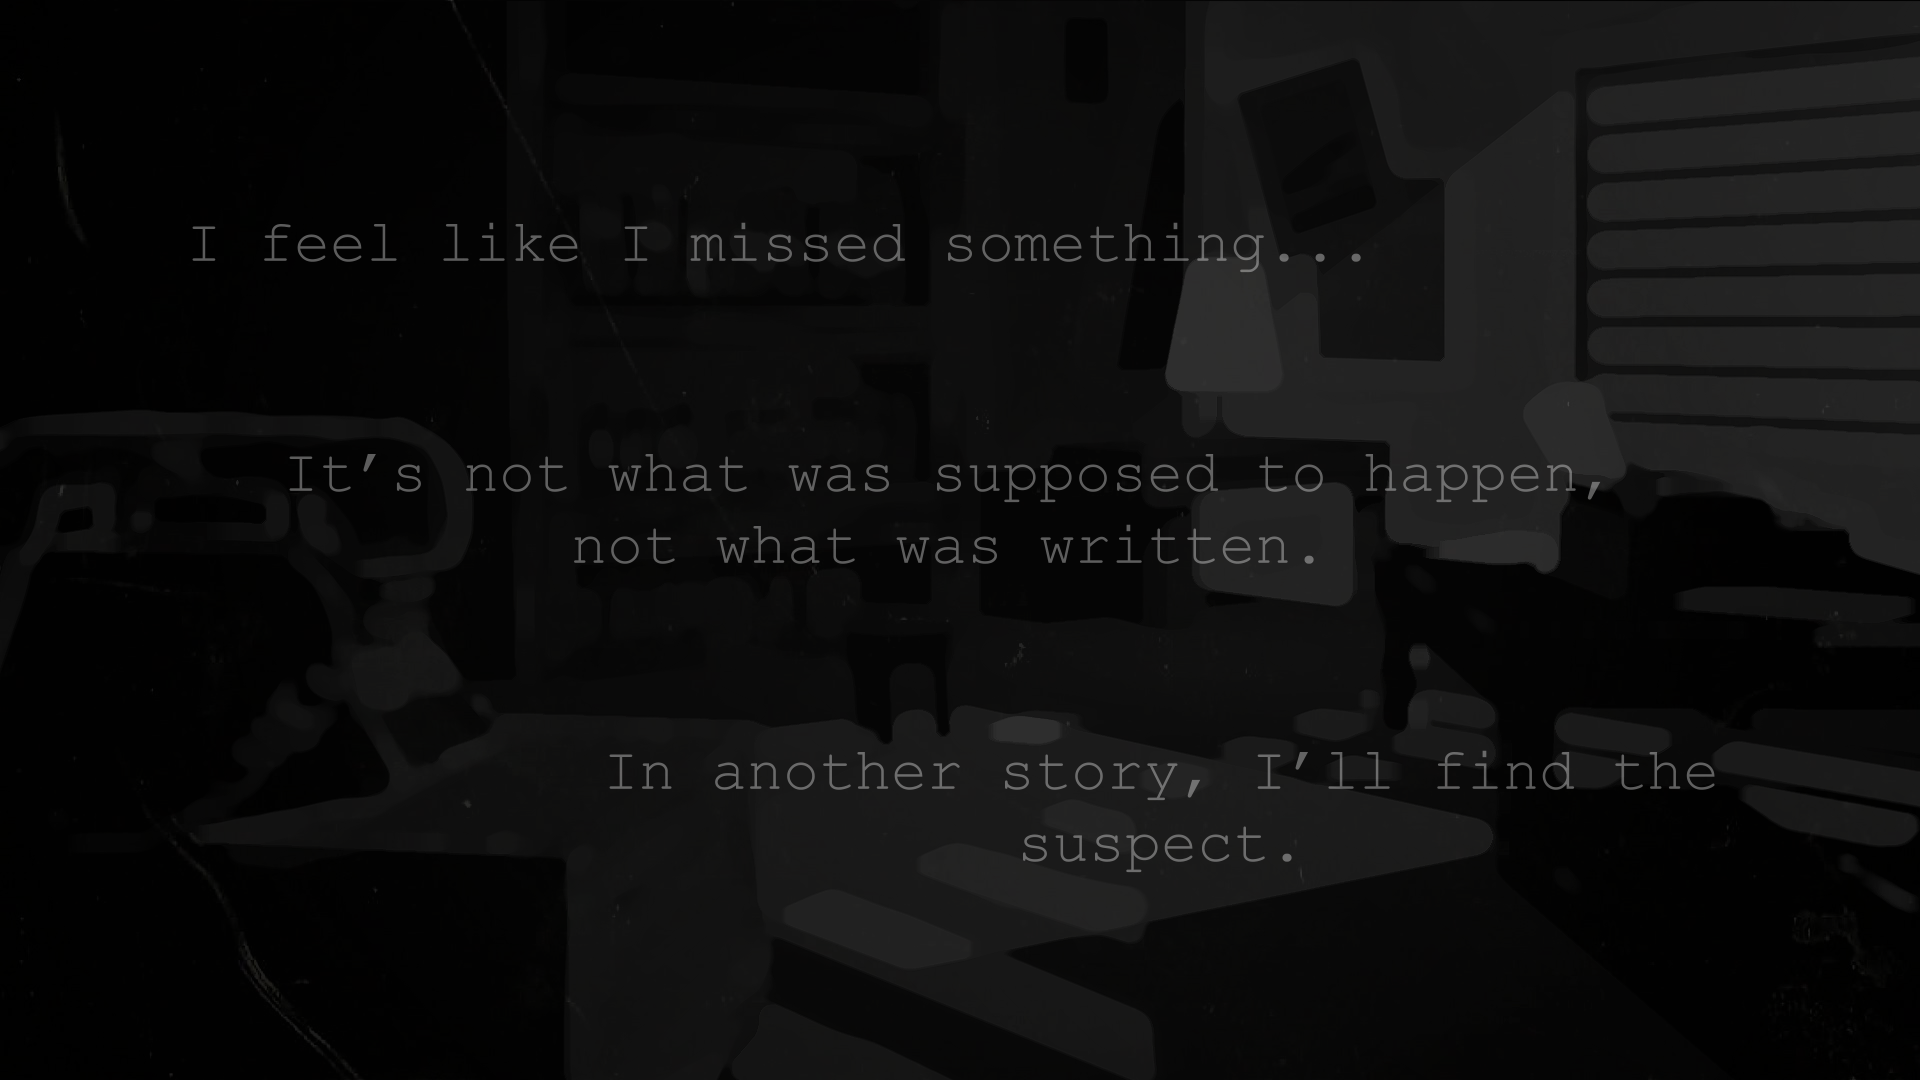 I feel like I missed something...
It’s not what was supposed to happen,
not what was written.
In another story, I’ll find the
suspect.